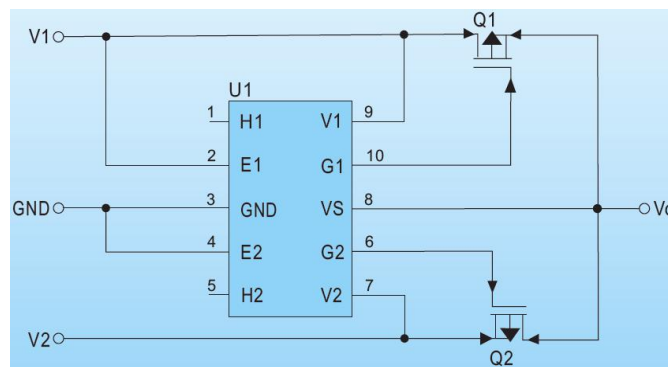 Q1
V1
U1
1 H1 V1 9
2 E1 G1 10
GND 3 GND VS 8
4 E2 G2 6
5 H2 V2 7
V2
Q2